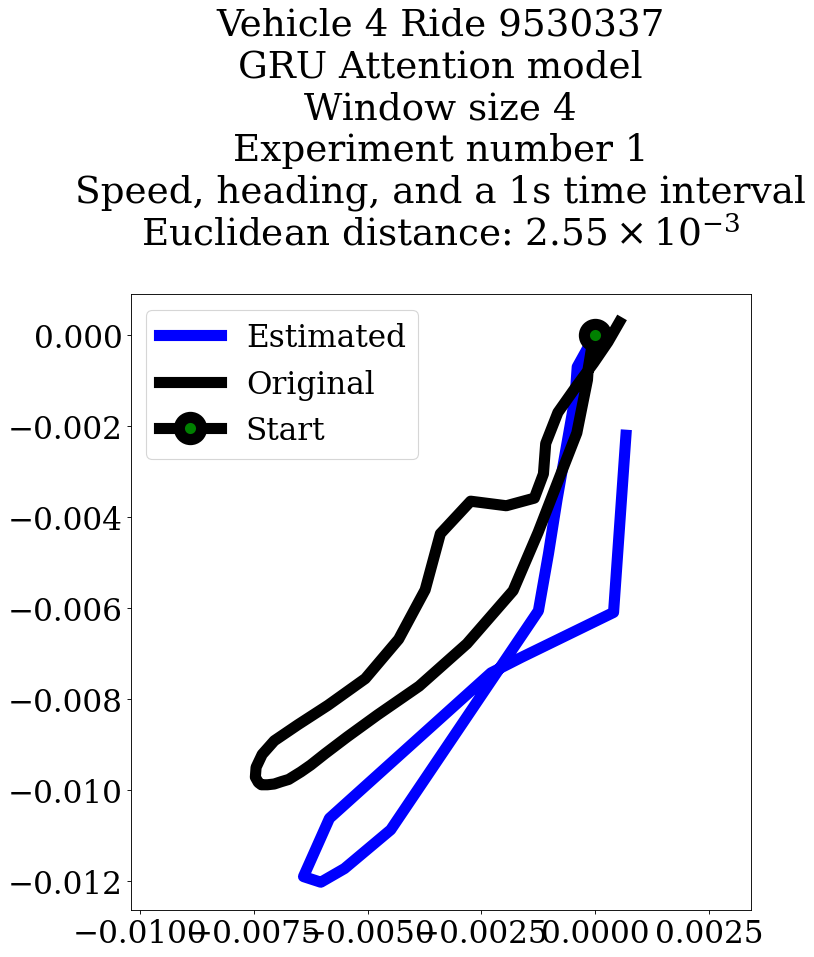 Vehicle 4 Ride 9530337
GRU Attention model
Window size 4
Experiment number 1
Speed, heading, and a 1s time interval
Euclidean distance: 2.55 × 10⁻³
Estimated
Original
Start
0.000
−0.002
−0.004
−0.006
−0.008
−0.010
−0.012
−0.0100 −0.0075 −0.0050 −0.0025 0.0000 0.0025